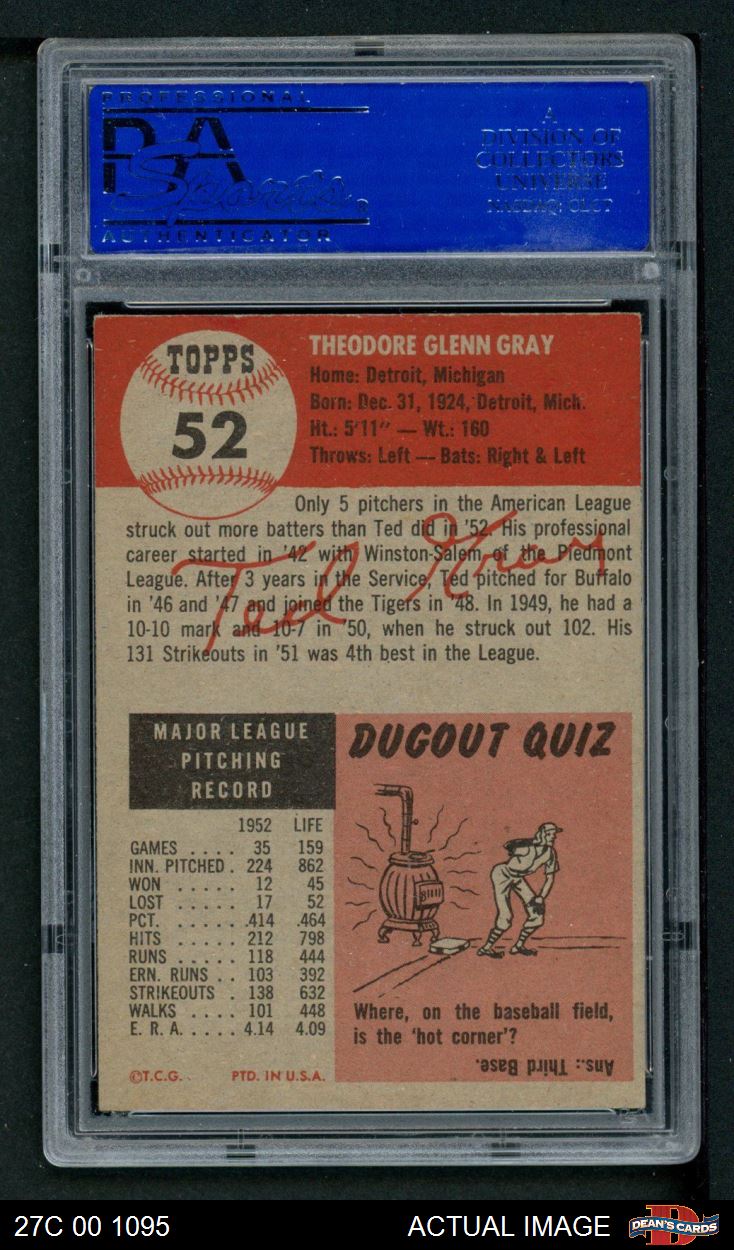 PROFESSIONAL
PSA
Sports®
AUTHENTICATOR
A
DIVISION OF
COLLECTORS
UNIVERSE
NASDAQ: CLCT
TOPPS
52
THEODORE GLENN GRAY
Home: Detroit, Michigan
Born: Dec. 31, 1924, Detroit, Mich.
Ht.: 5'11" — Wt.: 160
Throws: Left — Bats: Right & Left
Only 5 pitchers in the American League
struck out more batters than Ted did in '52. His professional
career started in '42 with Winston-Salem of the Piedmont
League. After 3 years in the Service, Ted pitched for Buffalo
in '46 and '47 and joined the Tigers in '48. In 1949, he had a
10-10 mark and 10-7 in '50, when he struck out 102. His
131 Strikeouts in '51 was 4th best in the League.
Ted Gray
MAJOR LEAGUE
PITCHING
RECORD
1952 LIFE
GAMES .... 35 159
INN. PITCHED . 224 862
WON ..... 12 45
LOST ..... 17 52
PCT. ..... .414 .464
HITS ..... 212 798
RUNS ..... 118 444
ERN. RUNS .. 103 392
STRIKEOUTS . 138 632
WALKS .... 101 448
E. R. A. .... 4.14 4.09
©T.C.G. PTD. IN U.S.A.
DUGOUT QUIZ
Where, on the baseball field,
is the 'hot corner'?
Ans.: Third Base.
27C 00 1095
ACTUAL IMAGE
DEAN'S CARDS